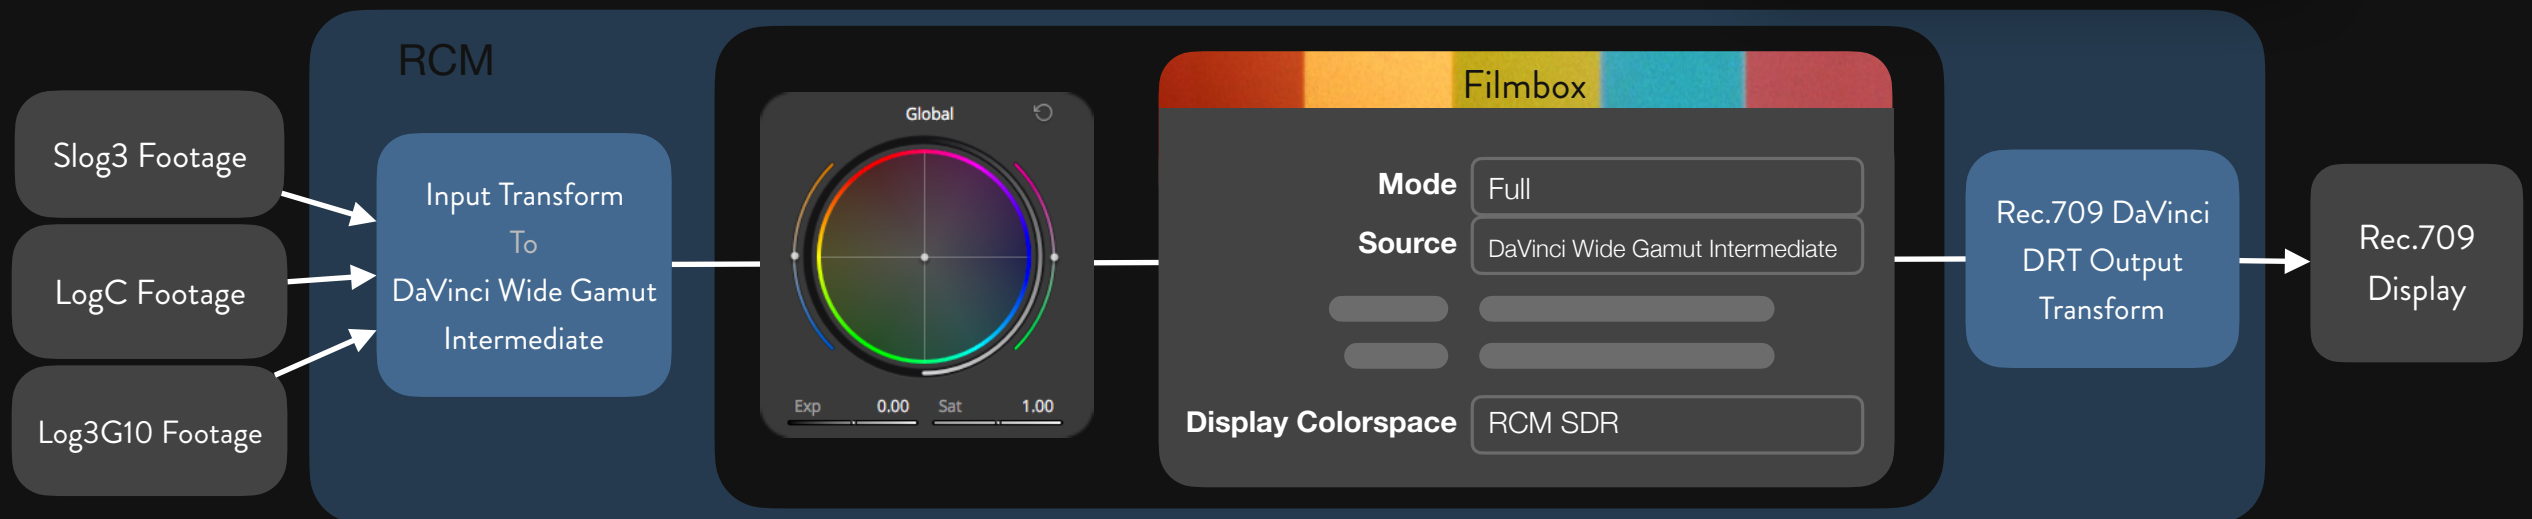 RCM
Slog3 Footage
LogC Footage
Log3G10 Footage
Input Transform
To
DaVinci Wide Gamut
Intermediate
Global
Exp 0.00 Sat 1.00
Filmbox
Mode Full
Source DaVinci Wide Gamut Intermediate
Display Colorspace RCM SDR
Rec.709 DaVinci
DRT Output
Transform
Rec.709
Display